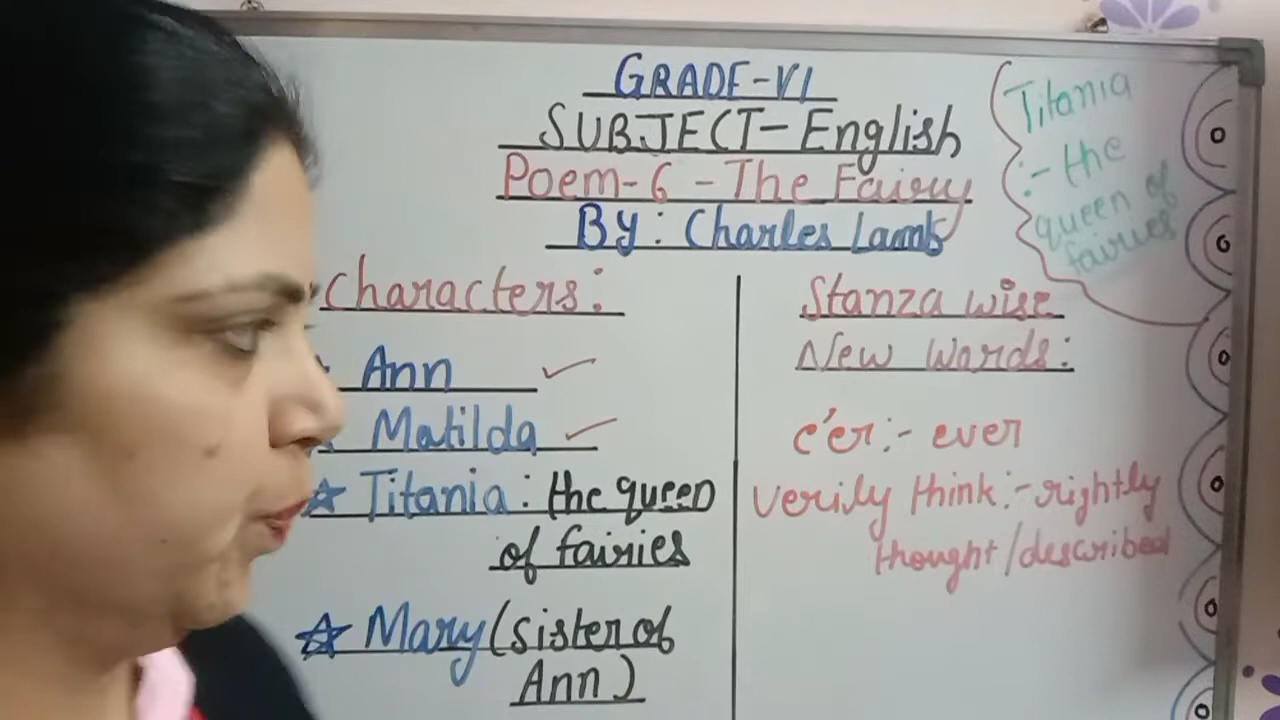 GRADE-VI
SUBJECT-English
Poem-6-The Fairy
By: Charles Lamb
Titania
:- the
queen of
fairies
Characters:
Ann
Matilda
Titania: the queen
of fairies
Mary (sister of
Ann)
Stanza wise
New Words:
e'er:- ever
verily think:- rightly
thought/described